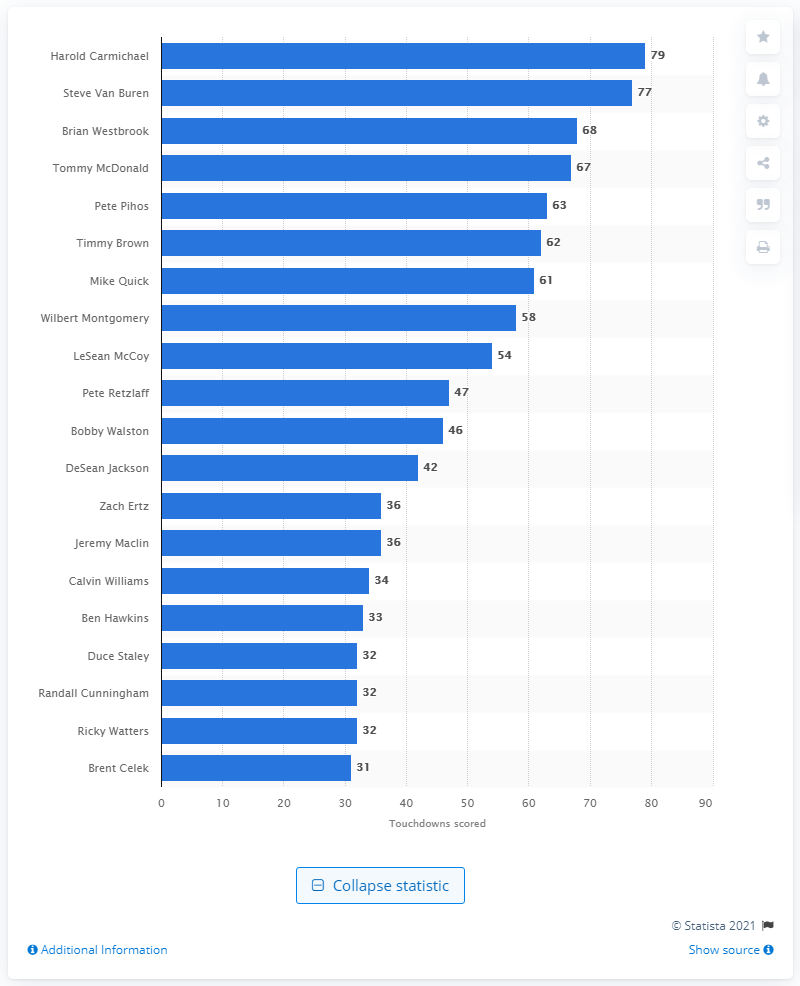 Harold Carmichael 79
Steve Van Buren 77
Brian Westbrook 68
Tommy McDonald 67
Pete Pihos 63
Timmy Brown 62
Mike Quick 61
Wilbert Montgomery 58
LeSean McCoy 54
Pete Retzlaff 47
Bobby Walston 46
DeSean Jackson 42
Zach Ertz 36
Jeremy Maclin 36
Calvin Williams 34
Ben Hawkins 33
Duce Staley 32
Randall Cunningham 32
Ricky Watters 32
Brent Celek 31
0 10 20 30 40 50 60 70 80 90
Touchdowns scored
Collapse statistic
© Statista 2021
Additional Information Show source